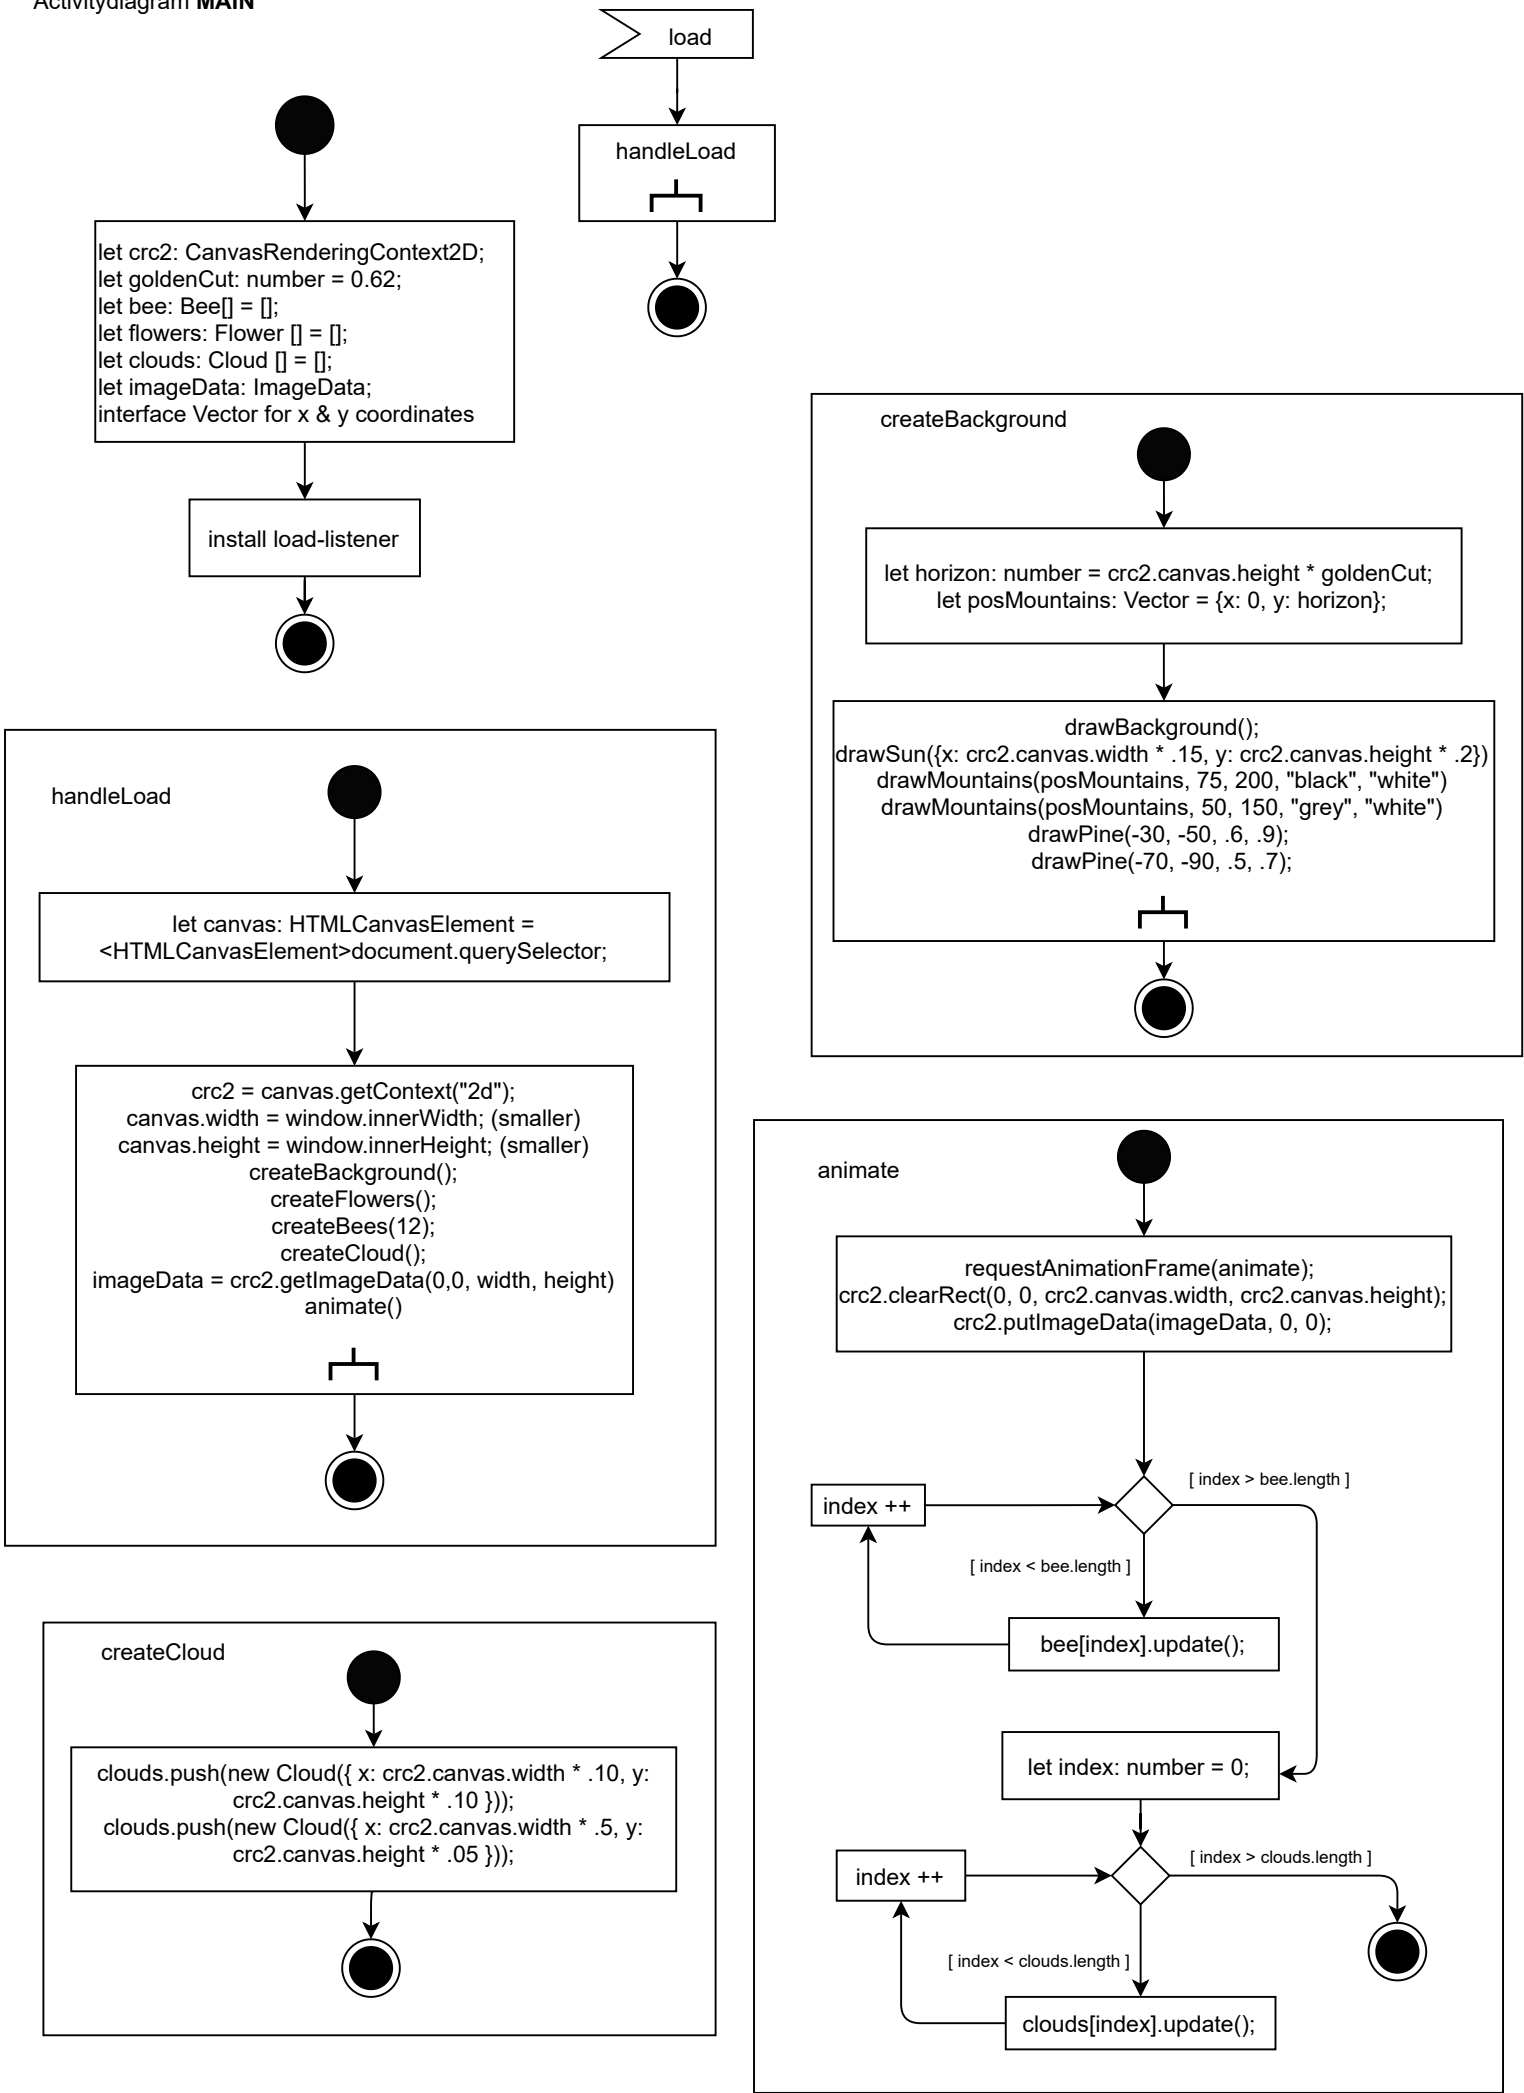 Activitydiagram MAIN
load
handleLoad
let crc2: CanvasRenderingContext2D;
let goldenCut: number = 0.62;
let bee: Bee[] = [];
let flowers: Flower [] = [];
let clouds: Cloud [] = [];
let imageData: ImageData;
interface Vector for x & y coordinates
install load-listener
createBackground
let horizon: number = crc2.canvas.height * goldenCut;
let posMountains: Vector = {x: 0, y: horizon};
drawBackground();
drawSun({x: crc2.canvas.width * .15, y: crc2.canvas.height * .2})
drawMountains(posMountains, 75, 200, "black", "white")
drawMountains(posMountains, 50, 150, "grey", "white")
drawPine(-30, -50, .6, .9);
drawPine(-70, -90, .5, .7);
handleLoad
let canvas: HTMLCanvasElement =
<HTMLCanvasElement>document.querySelector;
crc2 = canvas.getContext("2d");
canvas.width = window.innerWidth; (smaller)
canvas.height = window.innerHeight; (smaller)
createBackground();
createFlowers();
createBees(12);
createCloud();
imageData = crc2.getImageData(0,0, width, height)
animate()
animate
requestAnimationFrame(animate);
crc2.clearRect(0, 0, crc2.canvas.width, crc2.canvas.height);
crc2.putImageData(imageData, 0, 0);
[ index > bee.length ]
index ++
[ index < bee.length ]
bee[index].update();
let index: number = 0;
[ index > clouds.length ]
index ++
[ index < clouds.length ]
clouds[index].update();
createCloud
clouds.push(new Cloud({ x: crc2.canvas.width * .10, y:
crc2.canvas.height * .10 }));
clouds.push(new Cloud({ x: crc2.canvas.width * .5, y:
crc2.canvas.height * .05 }));